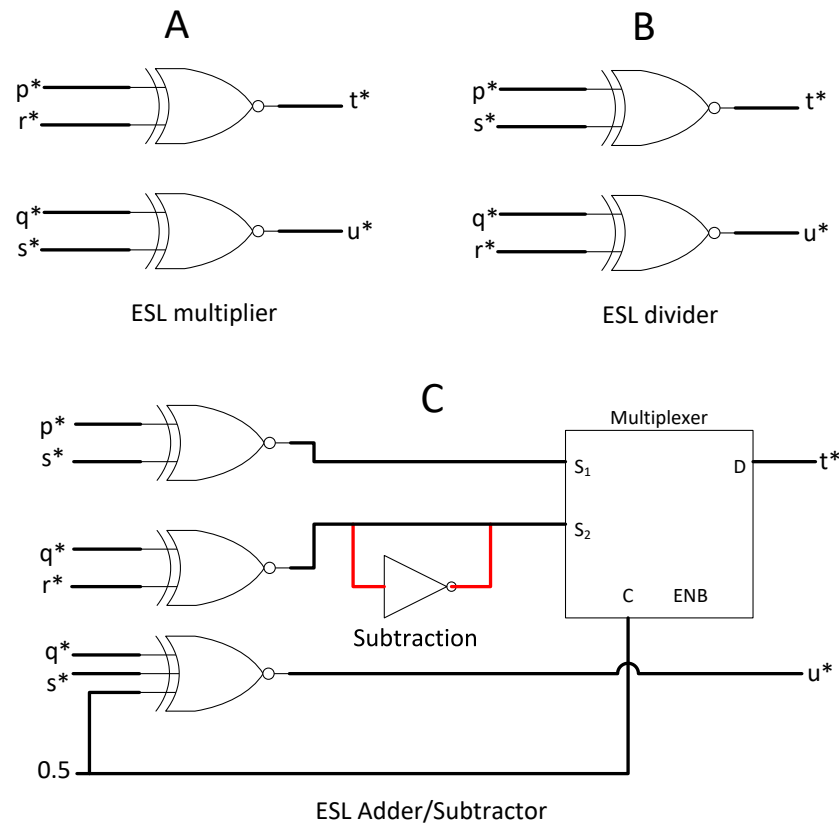 A
p*
r*
t*
q*
s*
u*
ESL multiplier
B
p*
s*
t*
q*
r*
u*
ESL divider
C
p*
s*
q*
r*
q*
s*
0.5
Subtraction
Multiplexer
S1
S2
D
C ENB
t*
u*
ESL Adder/Subtractor